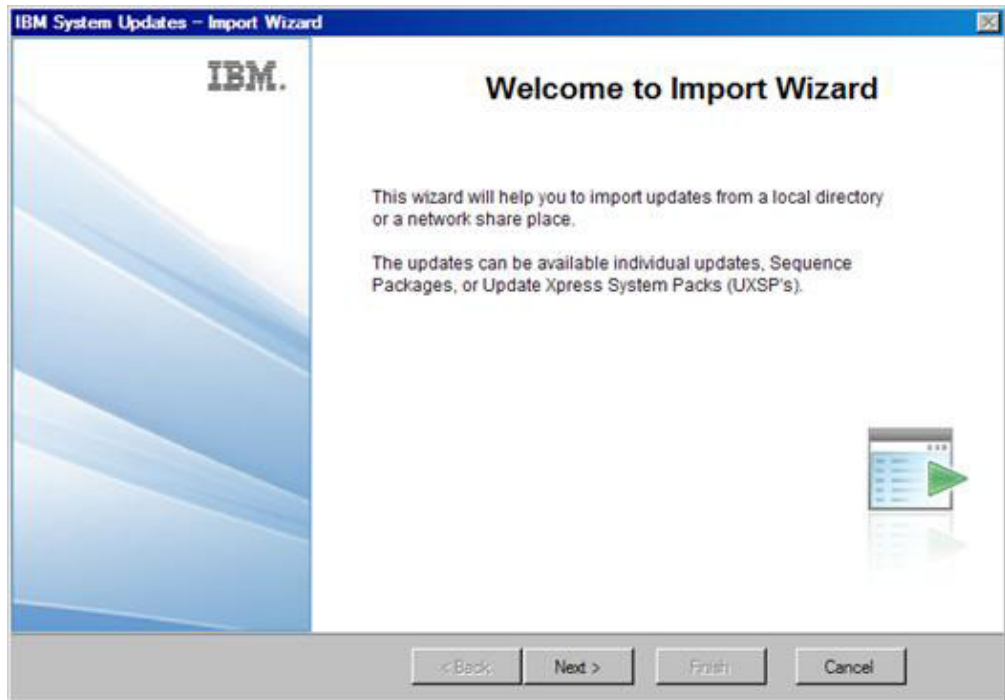 IBM System Updates – Import Wizard
IBM.
Welcome to Import Wizard
This wizard will help you to import updates from a local directory
or a network share place.
The updates can be available individual updates, Sequence
Packages, or Update Xpress System Packs (UXSP's).
< Back
Next >
Finish
Cancel